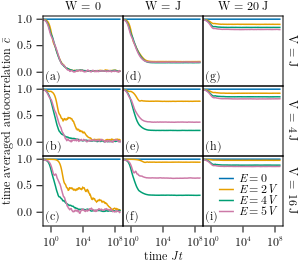 W = 0 W = J W = 20 J
time averaged autocorrelation c̄
1.0
0.5
0.0
(a) (d) (g)
V = J
1.0
0.5
0.0
(b) (e) (h)
V = 4 J
1.0
0.5
0.0
(c) (f) (i)
V = 16 J
E = 0
E = 2 V
E = 4 V
E = 5 V
10⁰ 10⁴ 10⁸ 10⁰ 10⁴ 10⁸ 10⁰ 10⁴ 10⁸
time Jt